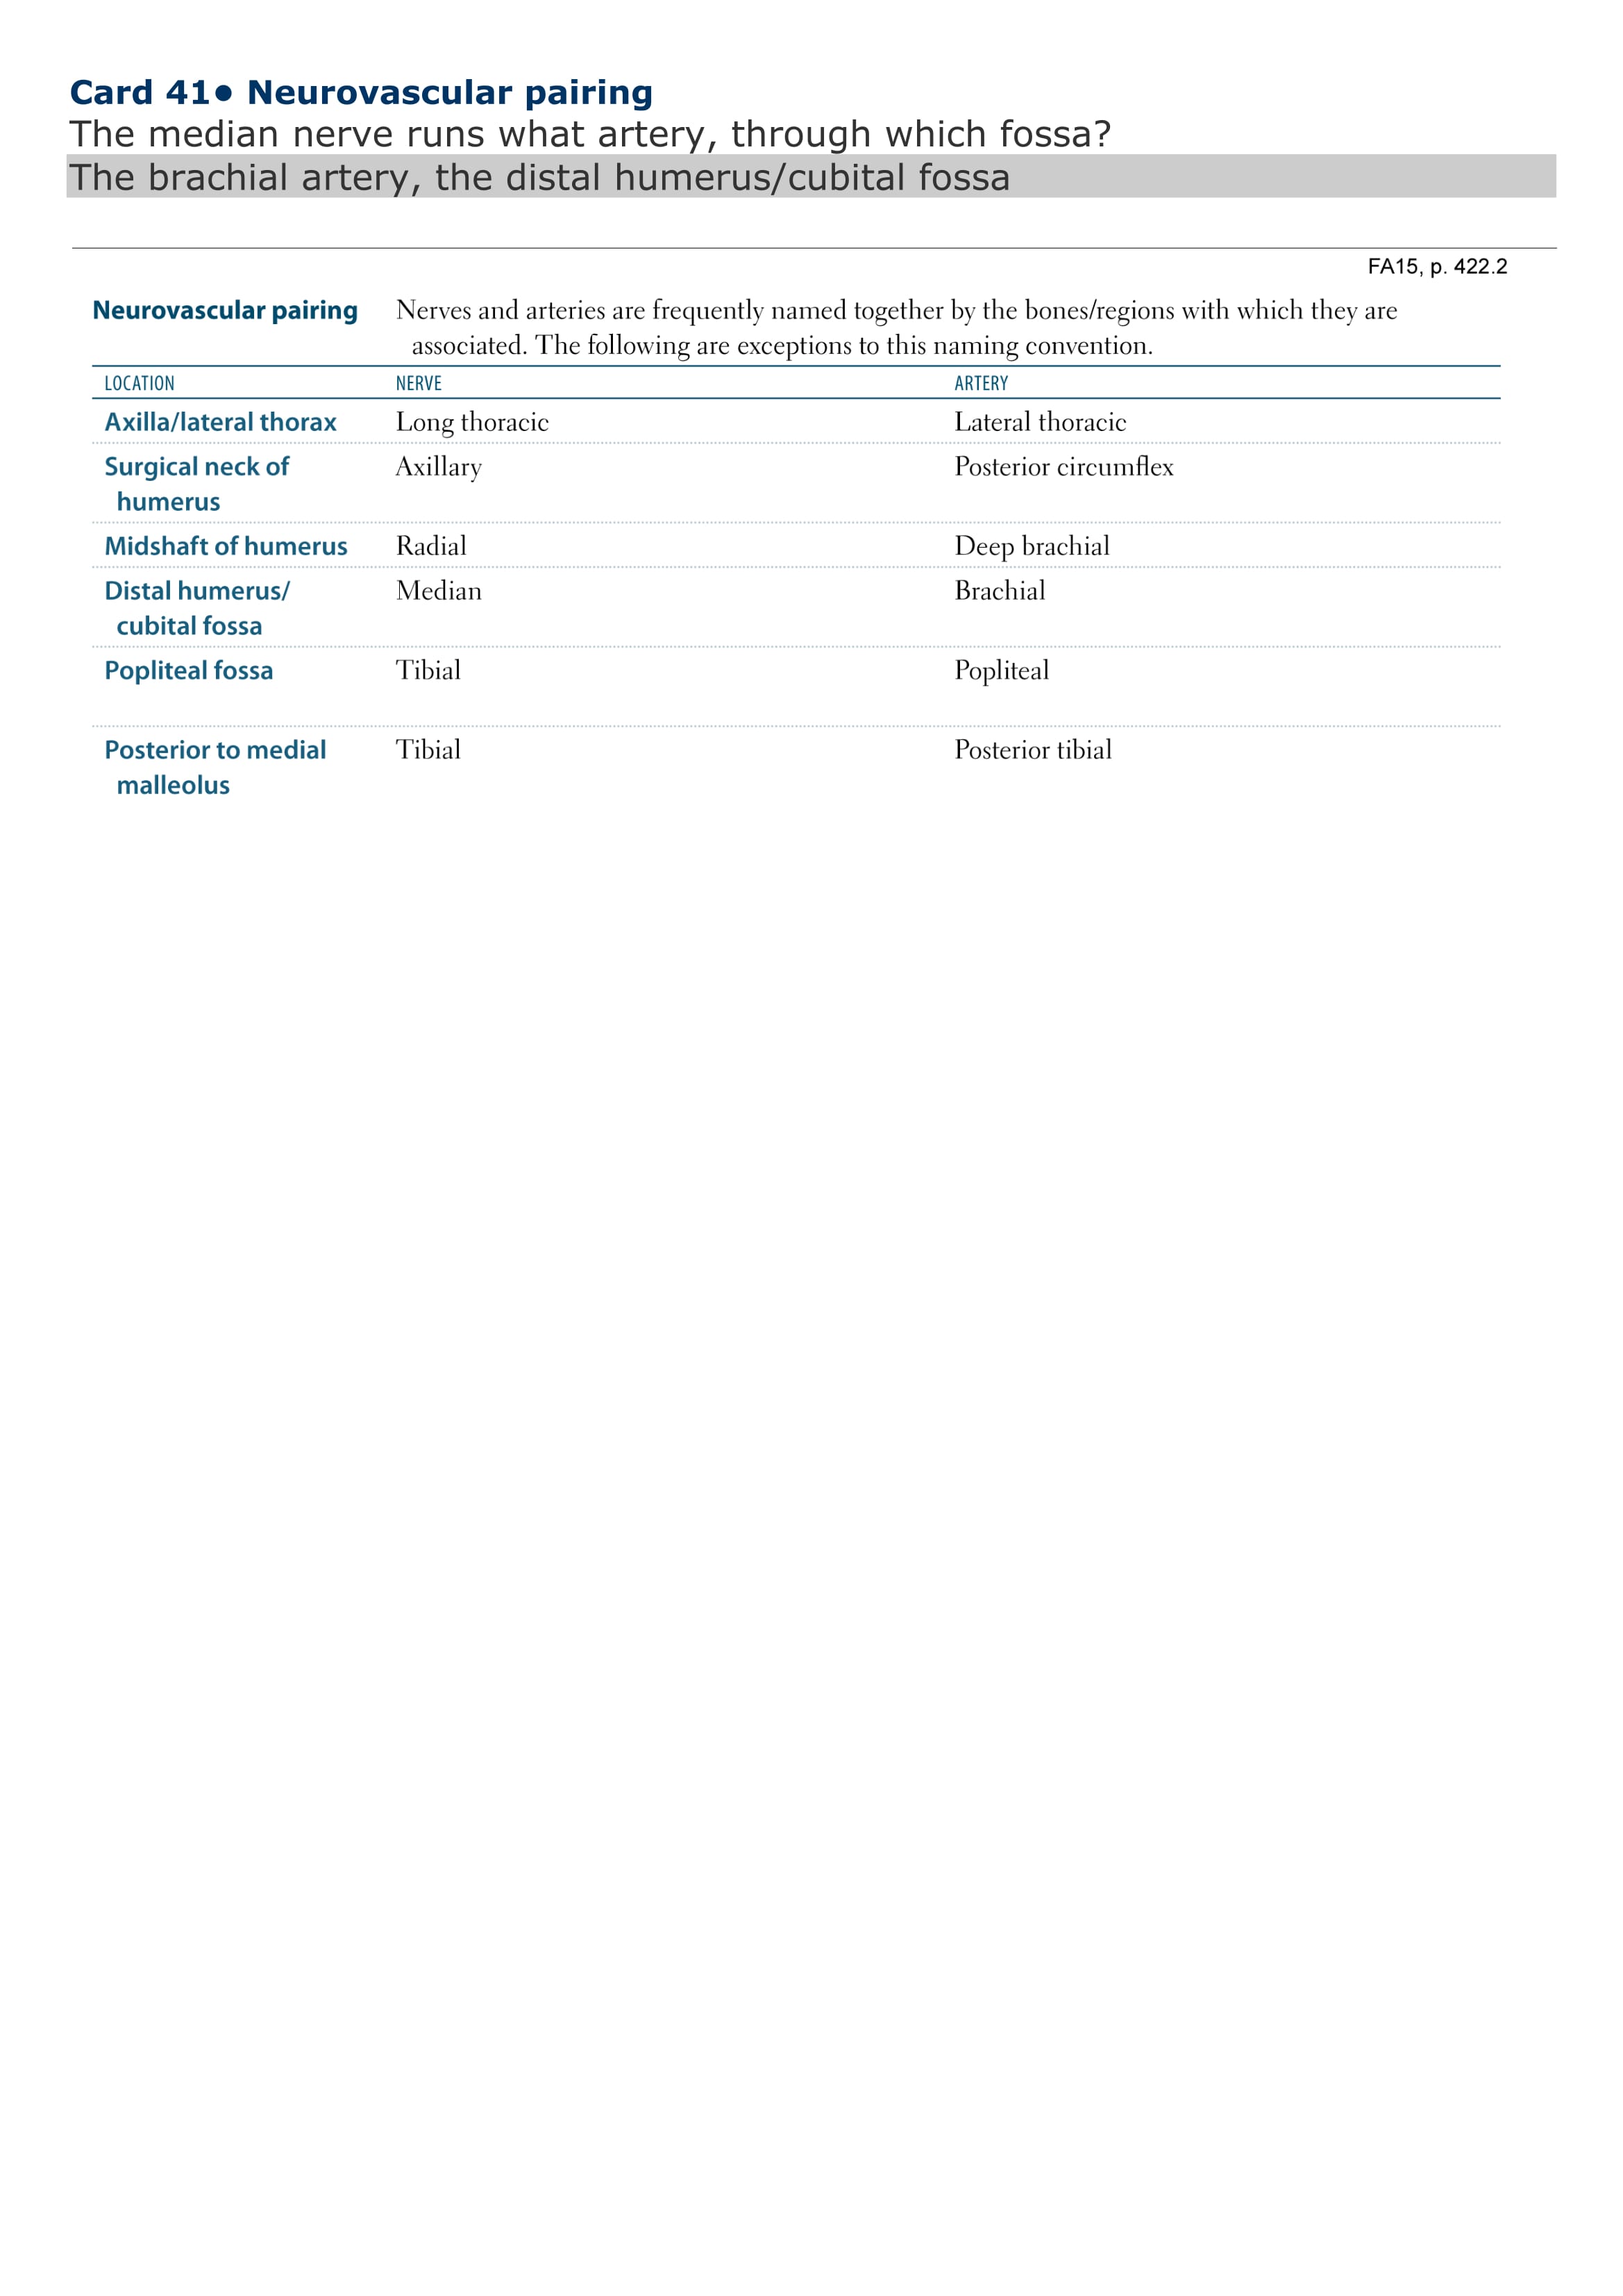 Card 41● Neurovascular pairing
The median nerve runs what artery, through which fossa?
The brachial artery, the distal humerus/cubital fossa
FA15, p. 422.2
Neurovascular pairing Nerves and arteries are frequently named together by the bones/regions with which they are
associated. The following are exceptions to this naming convention.
LOCATION NERVE ARTERY
Axilla/lateral thorax Long thoracic Lateral thoracic
Surgical neck of Axillary Posterior circumflex
humerus
Midshaft of humerus Radial Deep brachial
Distal humerus/ Median Brachial
cubital fossa
Popliteal fossa Tibial Popliteal
Posterior to medial Tibial Posterior tibial
malleolus